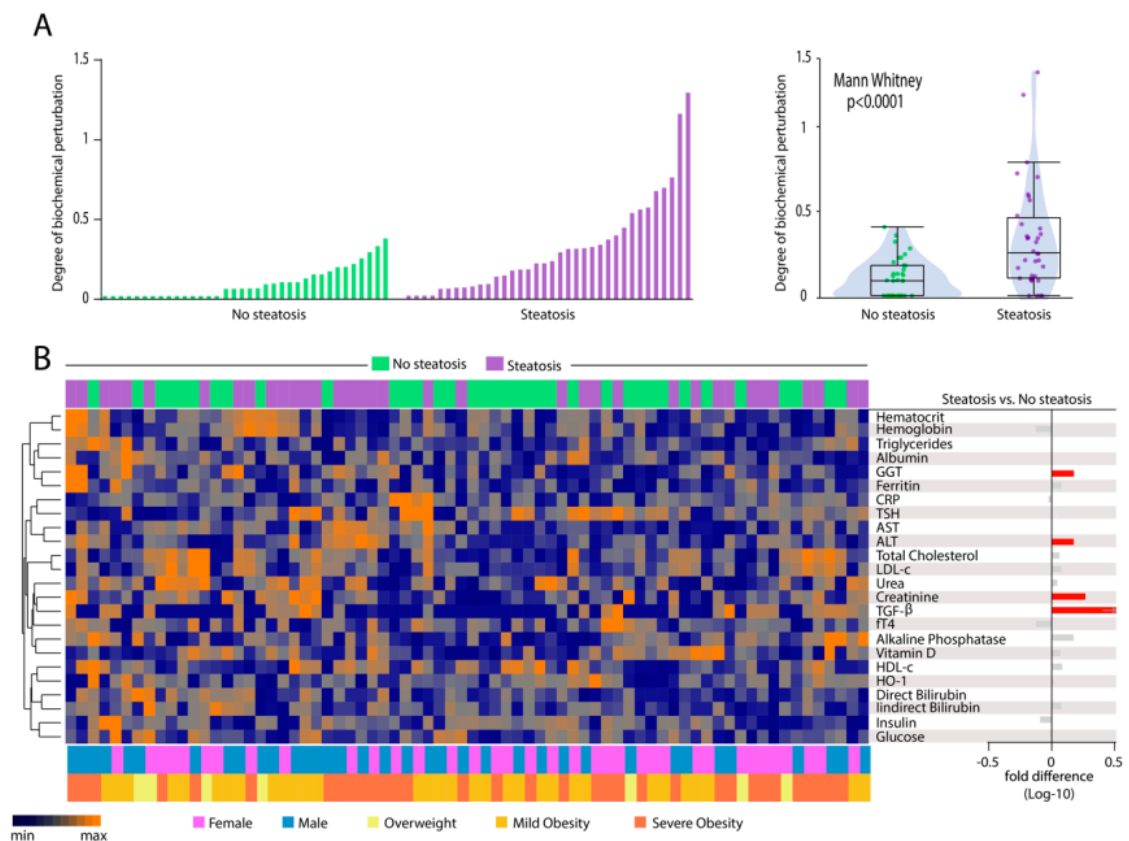 A
Degree of biochemical perturbation
1.5
1
0.5
0
No steatosis
Steatosis
Degree of biochemical perturbation
1.5
1
0.5
0
Mann Whitney
p<0.0001
No steatosis
Steatosis
B
No steatosis
Steatosis
Steatosis vs. No steatosis
Hematocrit
Hemoglobin
Triglycerides
Albumin
GGT
Ferritin
CRP
TSH
AST
ALT
Total Cholesterol
LDL-c
Urea
Creatinine
TGF-β
fT4
Alkaline Phosphatase
Vitamin D
HDL-c
HO-1
Direct Bilirubin
Iindirect Bilirubin
Insulin
Glucose
-0.5 0 0.5
fold difference
(Log-10)
min max
Female Male Overweight Mild Obesity Severe Obesity